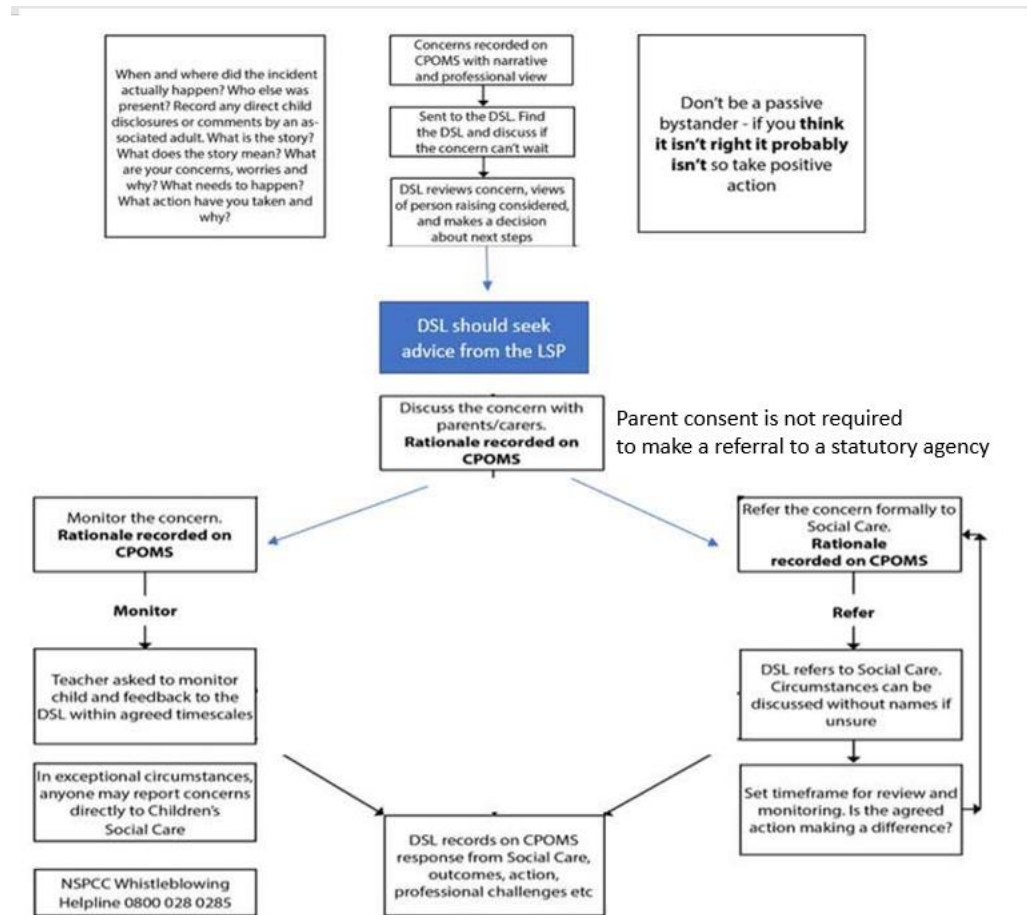 When and where did the incident
actually happen? Who else was
present? Record any direct child
disclosures or comments by an as-
sociated adult. What is the story?
What does the story mean? What
are your concerns, worries and
why? What needs to happen?
What action have you taken and
why?
Concerns recorded on
CPOMS with narrative
and professional view
Sent to the DSL. Find
the DSL and discuss if
the concern can't wait
DSL reviews concern, views
of person raising considered,
and makes a decision
about next steps
Don't be a passive
bystander - if you think
it isn't right it probably
isn't so take positive
action
DSL should seek
advice from the LSP
Discuss the concern with
parents/carers.
Rationale recorded on
CPOMS
Parent consent is not required
to make a referral to a statutory agency
Monitor the concern.
Rationale recorded on
CPOMS
Monitor
Teacher asked to monitor
child and feedback to the
DSL within agreed timescales
In exceptional circumstances,
anyone may report concerns
directly to Children's
Social Care
NSPCC Whistleblowing
Helpline 0800 028 0285
Refer the concern formally to
Social Care.
Rationale
recorded on CPOMS
Refer
DSL refers to Social Care.
Circumstances can be
discussed without names if
unsure
Set timeframe for review and
monitoring. Is the agreed
action making a difference?
DSL records on CPOMS
response from Social Care,
outcomes, action,
professional challenges etc